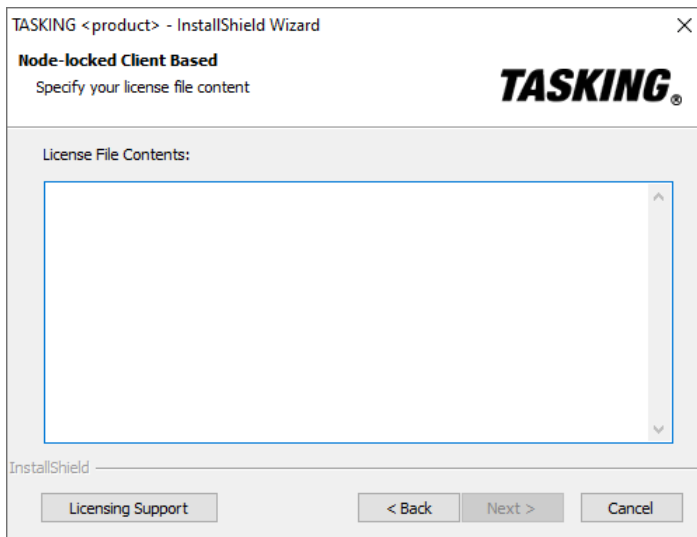 TASKING <product> - InstallShield Wizard
Node-locked Client Based
Specify your license file content
TASKING®
License File Contents:
InstallShield
Licensing Support
< Back
Next >
Cancel